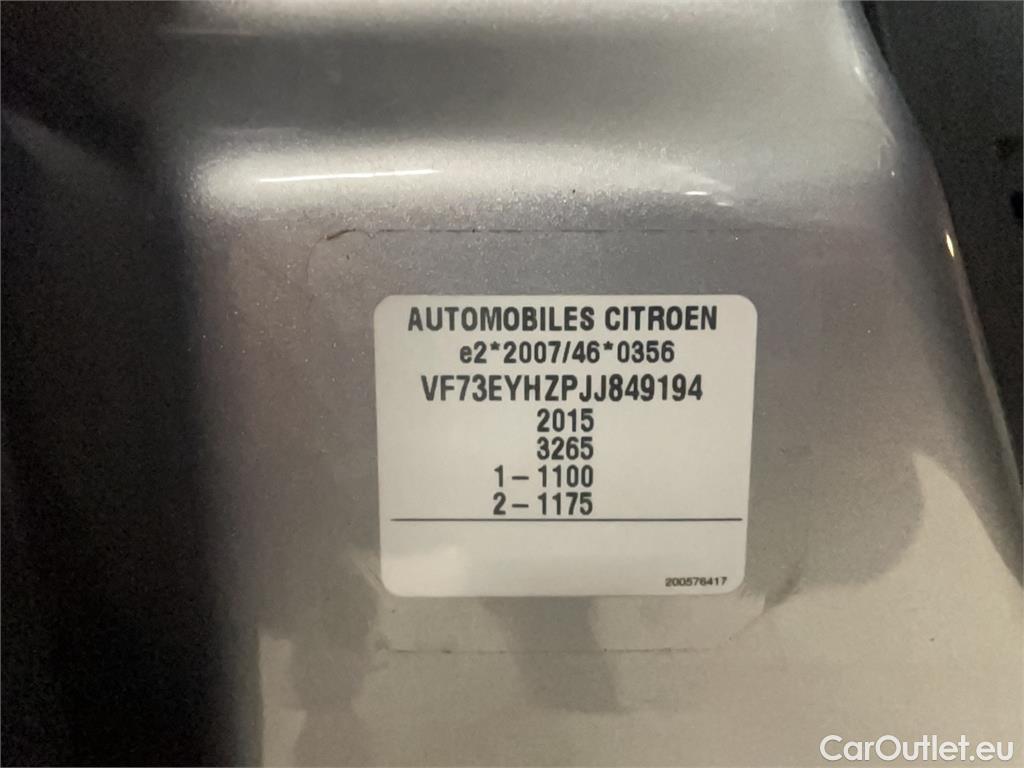 AUTOMOBILES CITROEN
e2*2007/46*0356
VF73EYHZPJJ849194
2015
3265
1-1100
2-1175
200576417
CarOutlet.eu